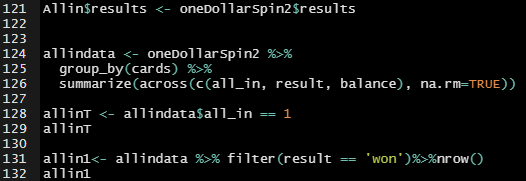 121 Allin$results <- oneDollarSpin2$results
122
123
124 allindata <- oneDollarSpin2 %>%
125   group_by(cards) %>%
126   summarize(across(c(all_in, result, balance), na.rm=TRUE))
127
128 allinT <- allindata$all_in == 1
129 allinT
130
131 allin1<- allindata %>% filter(result == 'won')%>%nrow()
132 allin1